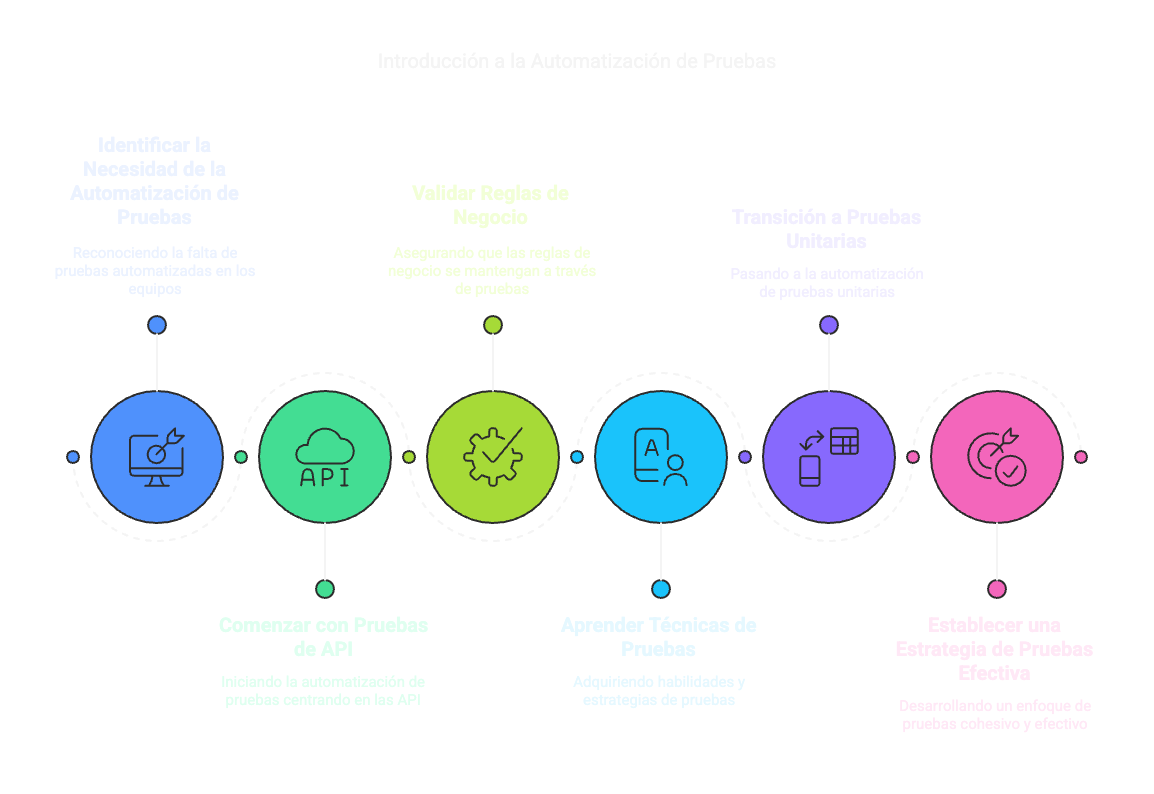 Introducción a la Automatización de Pruebas
Identificar la
Necesidad de la
Automatización de
Pruebas
Reconociendo la falta de
pruebas automatizadas en los
equipos
Validar Reglas de
Negocio
Asegurando que las reglas de
negocio se mantengan a través
de pruebas
Transición a Pruebas
Unitarias
Pasando a la automatización
de pruebas unitarias
API
A
Comenzar con Pruebas
de API
Iniciando la automatización de
pruebas centrando en las API
Aprender Técnicas de
Pruebas
Adquiriendo habilidades y
estrategias de pruebas
Establecer una
Estrategia de Pruebas
Efectiva
Desarrollando un enfoque de
pruebas cohesivo y efectivo